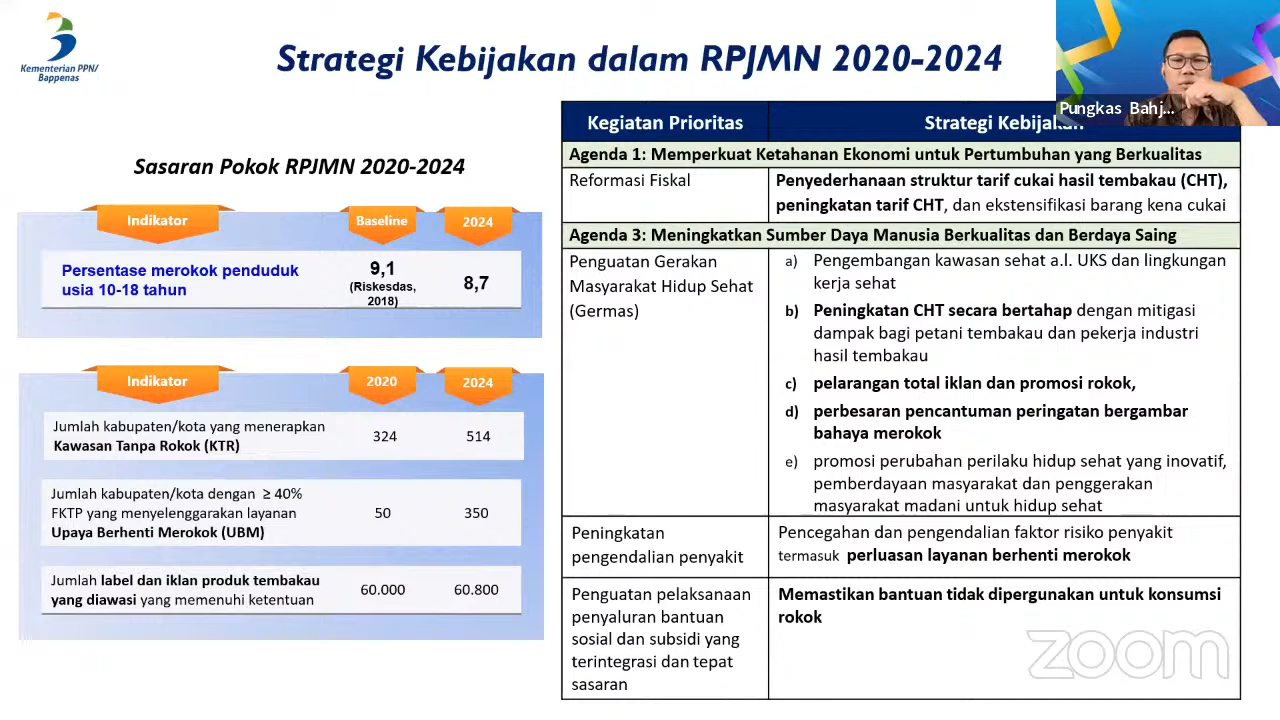 Kementerian PPN/
Bappenas
Strategi Kebijakan dalam RPJMN 2020-2024
Pungkas Bahj...
Sasaran Pokok RPJMN 2020-2024
Indikator
Baseline
2024
Persentase merokok penduduk
usia 10-18 tahun
9,1
(Riskesdas,
2018)
8,7
Indikator
2020
2024
Jumlah kabupaten/kota yang menerapkan
Kawasan Tanpa Rokok (KTR)
324
514
Jumlah kabupaten/kota dengan ≥ 40%
FKTP yang menyelenggarakan layanan
Upaya Berhenti Merokok (UBM)
50
350
Jumlah label dan iklan produk tembakau
yang diawasi yang memenuhi ketentuan
60.000
60.800
Kegiatan Prioritas
Strategi Kebijakan
Agenda 1: Memperkuat Ketahanan Ekonomi untuk Pertumbuhan yang Berkualitas
Reformasi Fiskal
Penyederhanaan struktur tarif cukai hasil tembakau (CHT),
peningkatan tarif CHT, dan ekstensifikasi barang kena cukai
Agenda 3: Meningkatkan Sumber Daya Manusia Berkualitas dan Berdaya Saing
Penguatan Gerakan
Masyarakat Hidup Sehat
(Germas)
a) Pengembangan kawasan sehat a.l. UKS dan lingkungan
kerja sehat
b) Peningkatan CHT secara bertahap dengan mitigasi
dampak bagi petani tembakau dan pekerja industri
hasil tembakau
c) pelarangan total iklan dan promosi rokok,
d) perbesaran pencantuman peringatan bergambar
bahaya merokok
e) promosi perubahan perilaku hidup sehat yang inovatif,
pemberdayaan masyarakat dan penggerakan
masyarakat madani untuk hidup sehat
Peningkatan
pengendalian penyakit
Pencegahan dan pengendalian faktor risiko penyakit
termasuk perluasan layanan berhenti merokok
Penguatan pelaksanaan
penyaluran bantuan
sosial dan subsidi yang
terintegrasi dan tepat
sasaran
Memastikan bantuan tidak dipergunakan untuk konsumsi
rokok
zoom